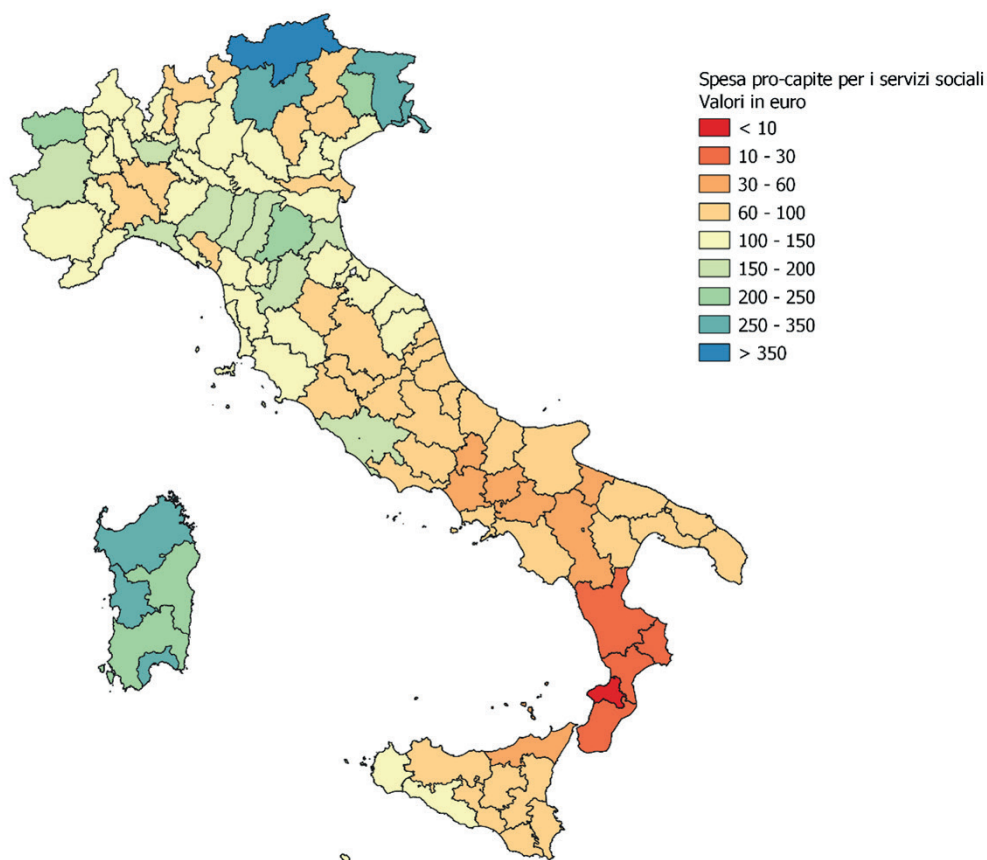 Spesa pro-capite per i servizi sociali
Valori in euro
< 10
10 - 30
30 - 60
60 - 100
100 - 150
150 - 200
200 - 250
250 - 350
> 350